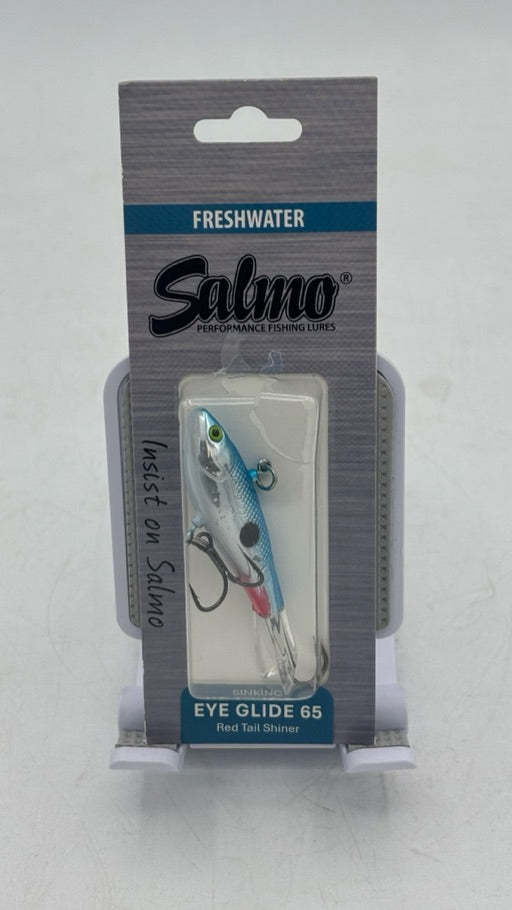 FRESHWATER
Salmo®
PERFORMANCE FISHING LURES
Insist on Salmo
SINKING
EYE GLIDE 65
Red Tail Shiner